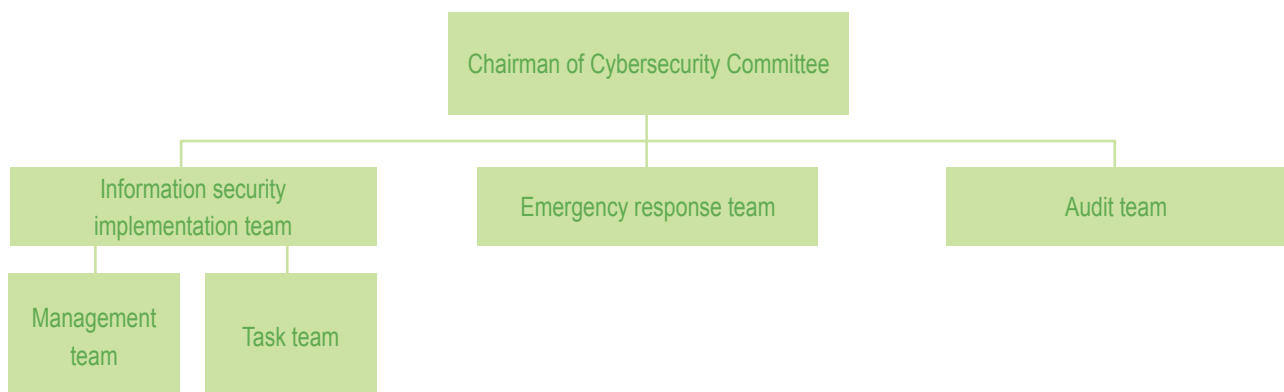 Chairman of Cybersecurity Committee
Information security
implementation team
Emergency response team
Audit team
Management
team
Task team